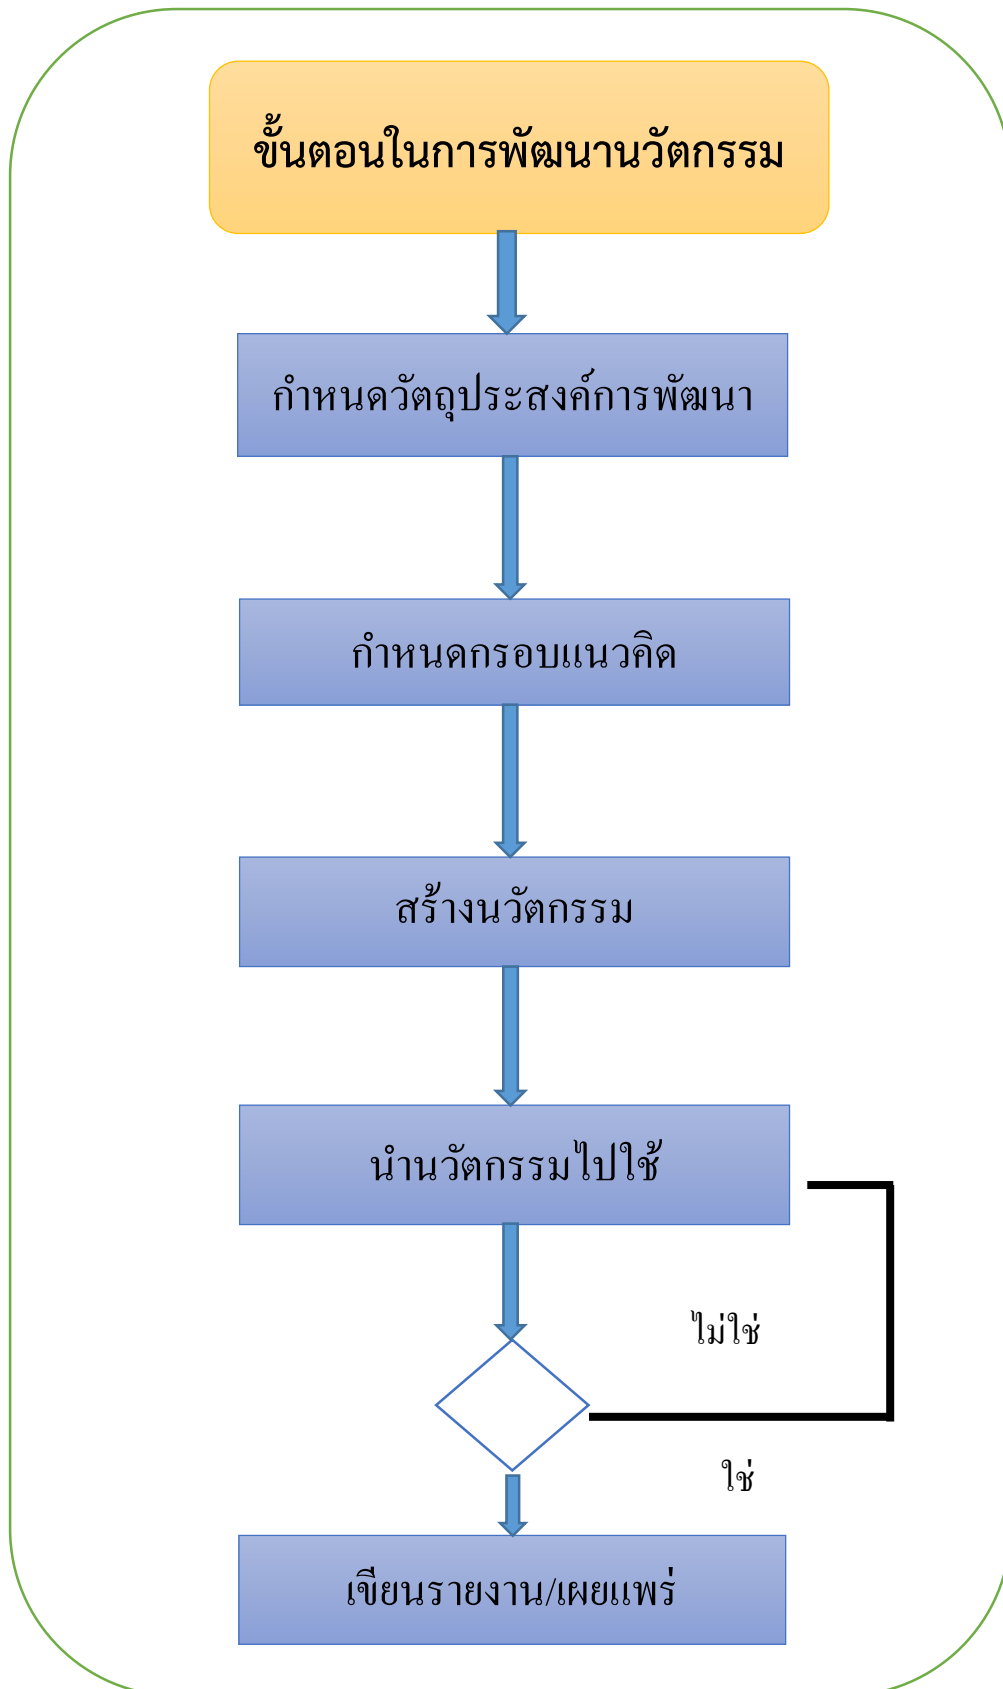 ขั้นตอนในการพัฒนานวัตกรรม
กำหนดวัตถุประสงค์การพัฒนา
กำหนดกรอบแนวคิด
สร้างนวัตกรรม
นำนวัตกรรมไปใช้
ไม่ใช่
ใช่
เขียนรายงาน/เผยแพร่